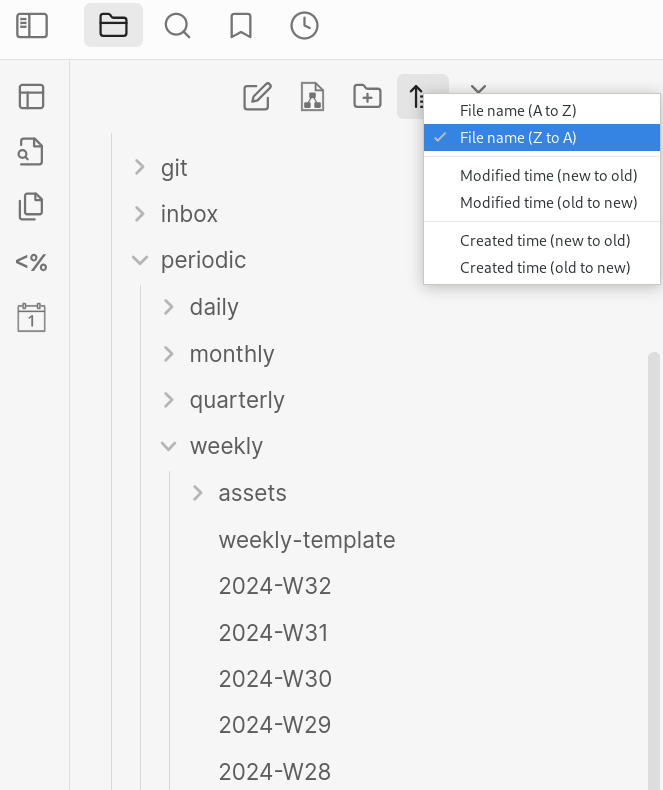 File name (A to Z)
✓ File name (Z to A)
Modified time (new to old)
Modified time (old to new)
Created time (new to old)
Created time (old to new)
git
inbox
periodic
daily
monthly
quarterly
weekly
assets
weekly-template
2024-W32
2024-W31
2024-W30
2024-W29
2024-W28
<%
1